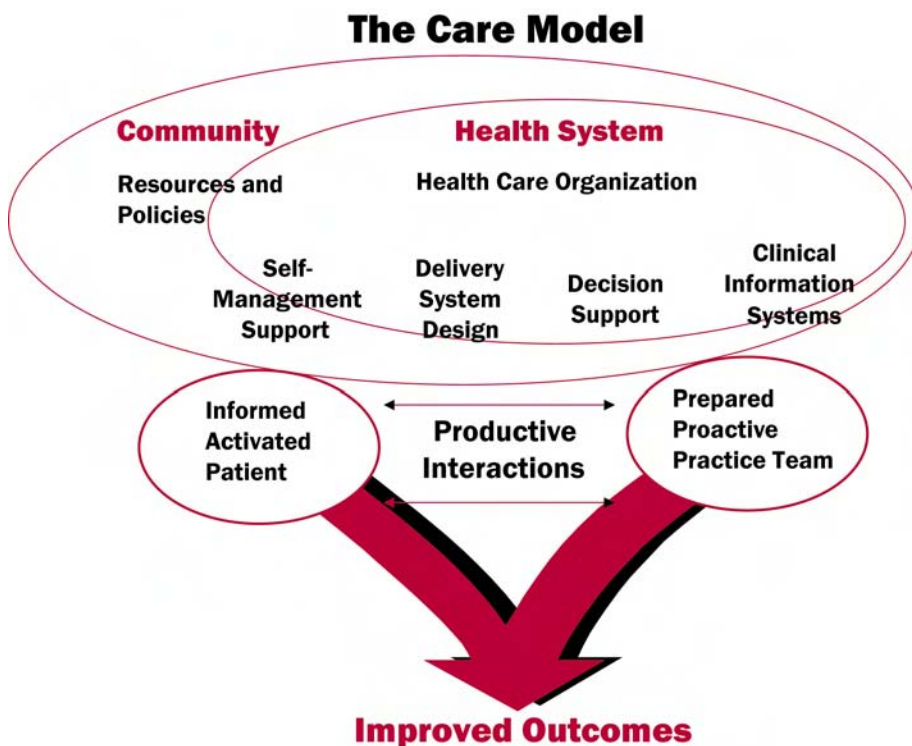 The Care Model
Community
Health System
Resources and
Policies
Health Care Organization
Self-
Management
Support
Delivery
System
Design
Decision
Support
Clinical
Information
Systems
Informed
Activated
Patient
Productive
Interactions
Prepared
Proactive
Practice Team
Improved Outcomes